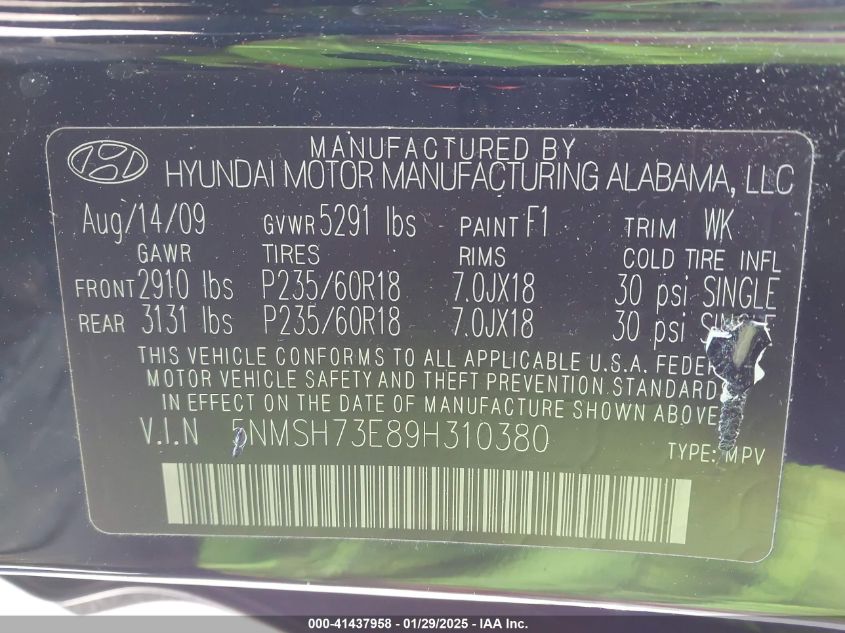 MANUFACTURED BY
HYUNDAI MOTOR MANUFACTURING ALABAMA, LLC
Aug/14/09 GVWR 5291 lbs PAINT F1 TRIM WK
GAWR TIRES RIMS COLD TIRE INFL
FRONT 2910 lbs P235/60R18 7.0JX18 30 psi SINGLE
REAR 3131 lbs P235/60R18 7.0JX18 30 psi SINGLE
THIS VEHICLE CONFORMS TO ALL APPLICABLE U.S.A. FEDER
MOTOR VEHICLE SAFETY AND THEFT PREVENTION STANDARD
IN EFFECT ON THE DATE OF MANUFACTURE SHOWN ABOVE
V.I.N 5NMSH73E89H310380 TYPE: MPV
000-41437958 - 01/29/2025 - © IAA Inc.